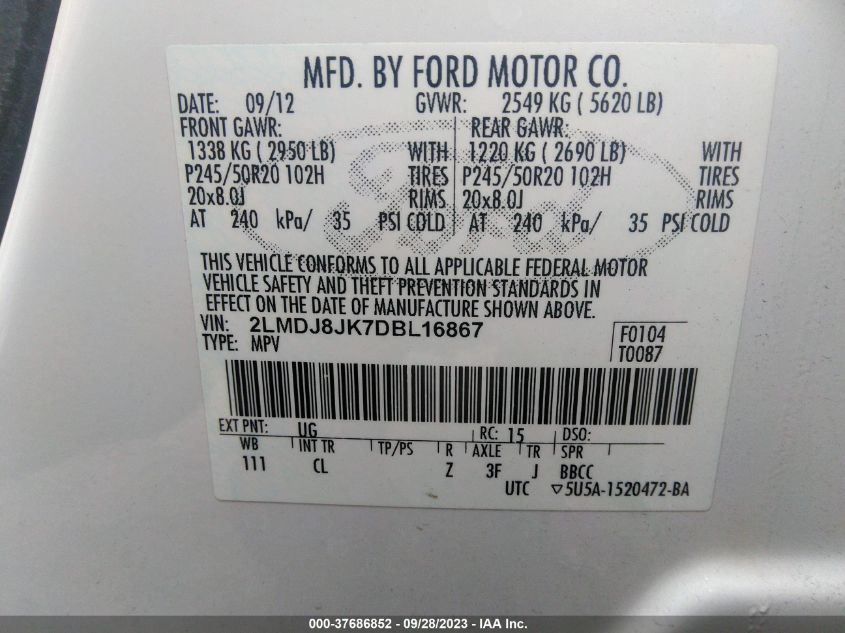 MFD. BY FORD MOTOR CO.
DATE: 09/12 GVWR: 2549 KG ( 5620 LB)
FRONT GAWR: REAR GAWR:
1338 KG ( 2950 LB) WITH 1220 KG ( 2690 LB) WITH
P245/50R20 102H TIRES P245/50R20 102H TIRES
20x8.0J RIMS 20x8.0J RIMS
AT 240 kPa/ 35 PSI COLD AT 240 kPa/ 35 PSI COLD
Ford
THIS VEHICLE CONFORMS TO ALL APPLICABLE FEDERAL MOTOR
VEHICLE SAFETY AND THEFT PREVENTION STANDARDS IN
EFFECT ON THE DATE OF MANUFACTURE SHOWN ABOVE.
VIN: 2LMDJ8JK7DBL16867
TYPE: MPV
F0104
T0087
EXT PNT: UG RC: 15 DSO:
WB INT TR TP/PS R AXLE TR SPR
111 CL Z 3F J BBCC
UTC ▽5U5A-1520472-BA
000-37686852 - 09/28/2023 - IAA Inc.